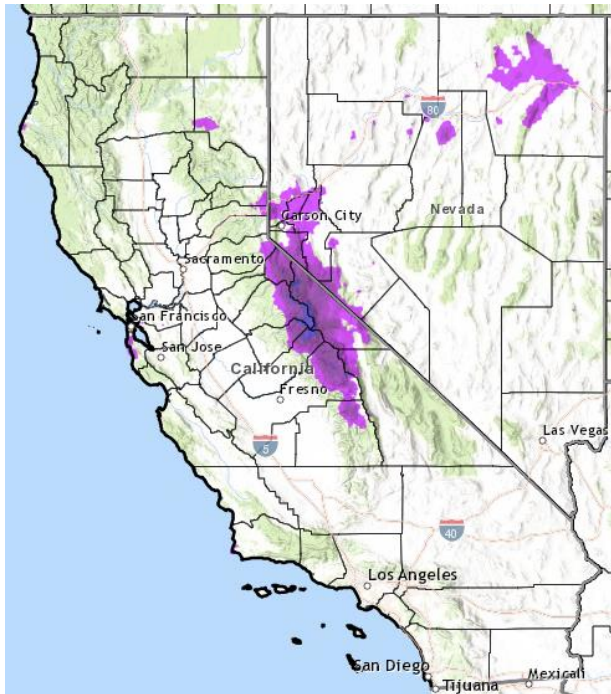 80
Nevada
Carson City
Sacramento
San Francisco
San Jose
California
Fresno
Las Vegas
5
40
Los Angeles
San Diego
Tijuana
Mexicali